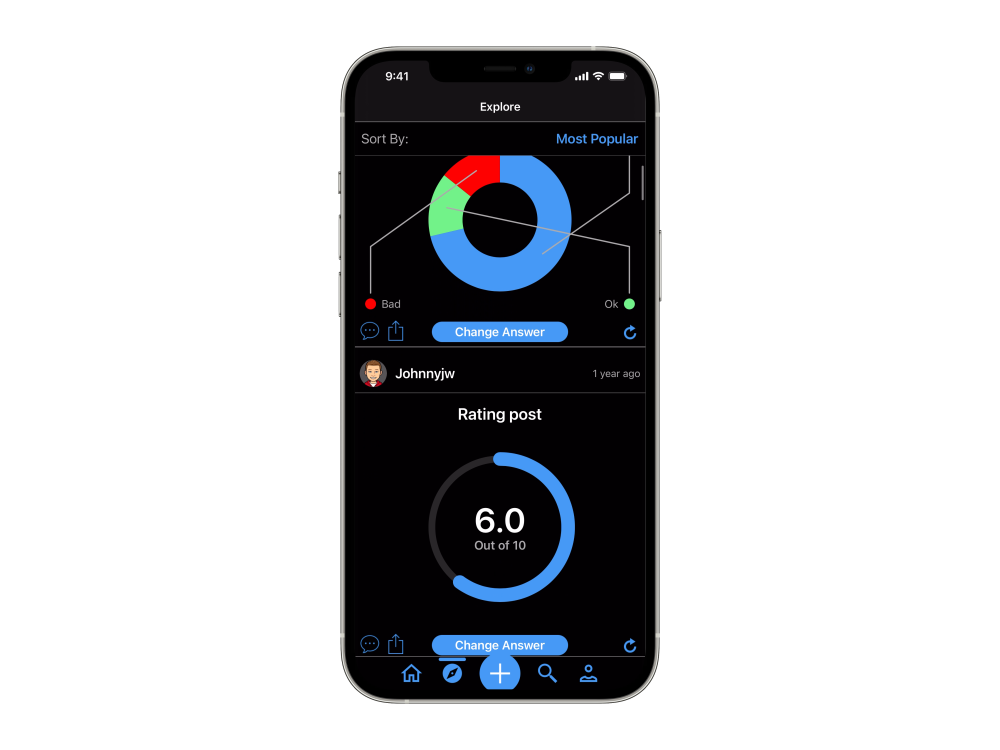 9:41
Explore
Sort By: Most Popular
Bad Ok
Change Answer
Johnnyjw 1 year ago
Rating post
6.0
Out of 10
Change Answer